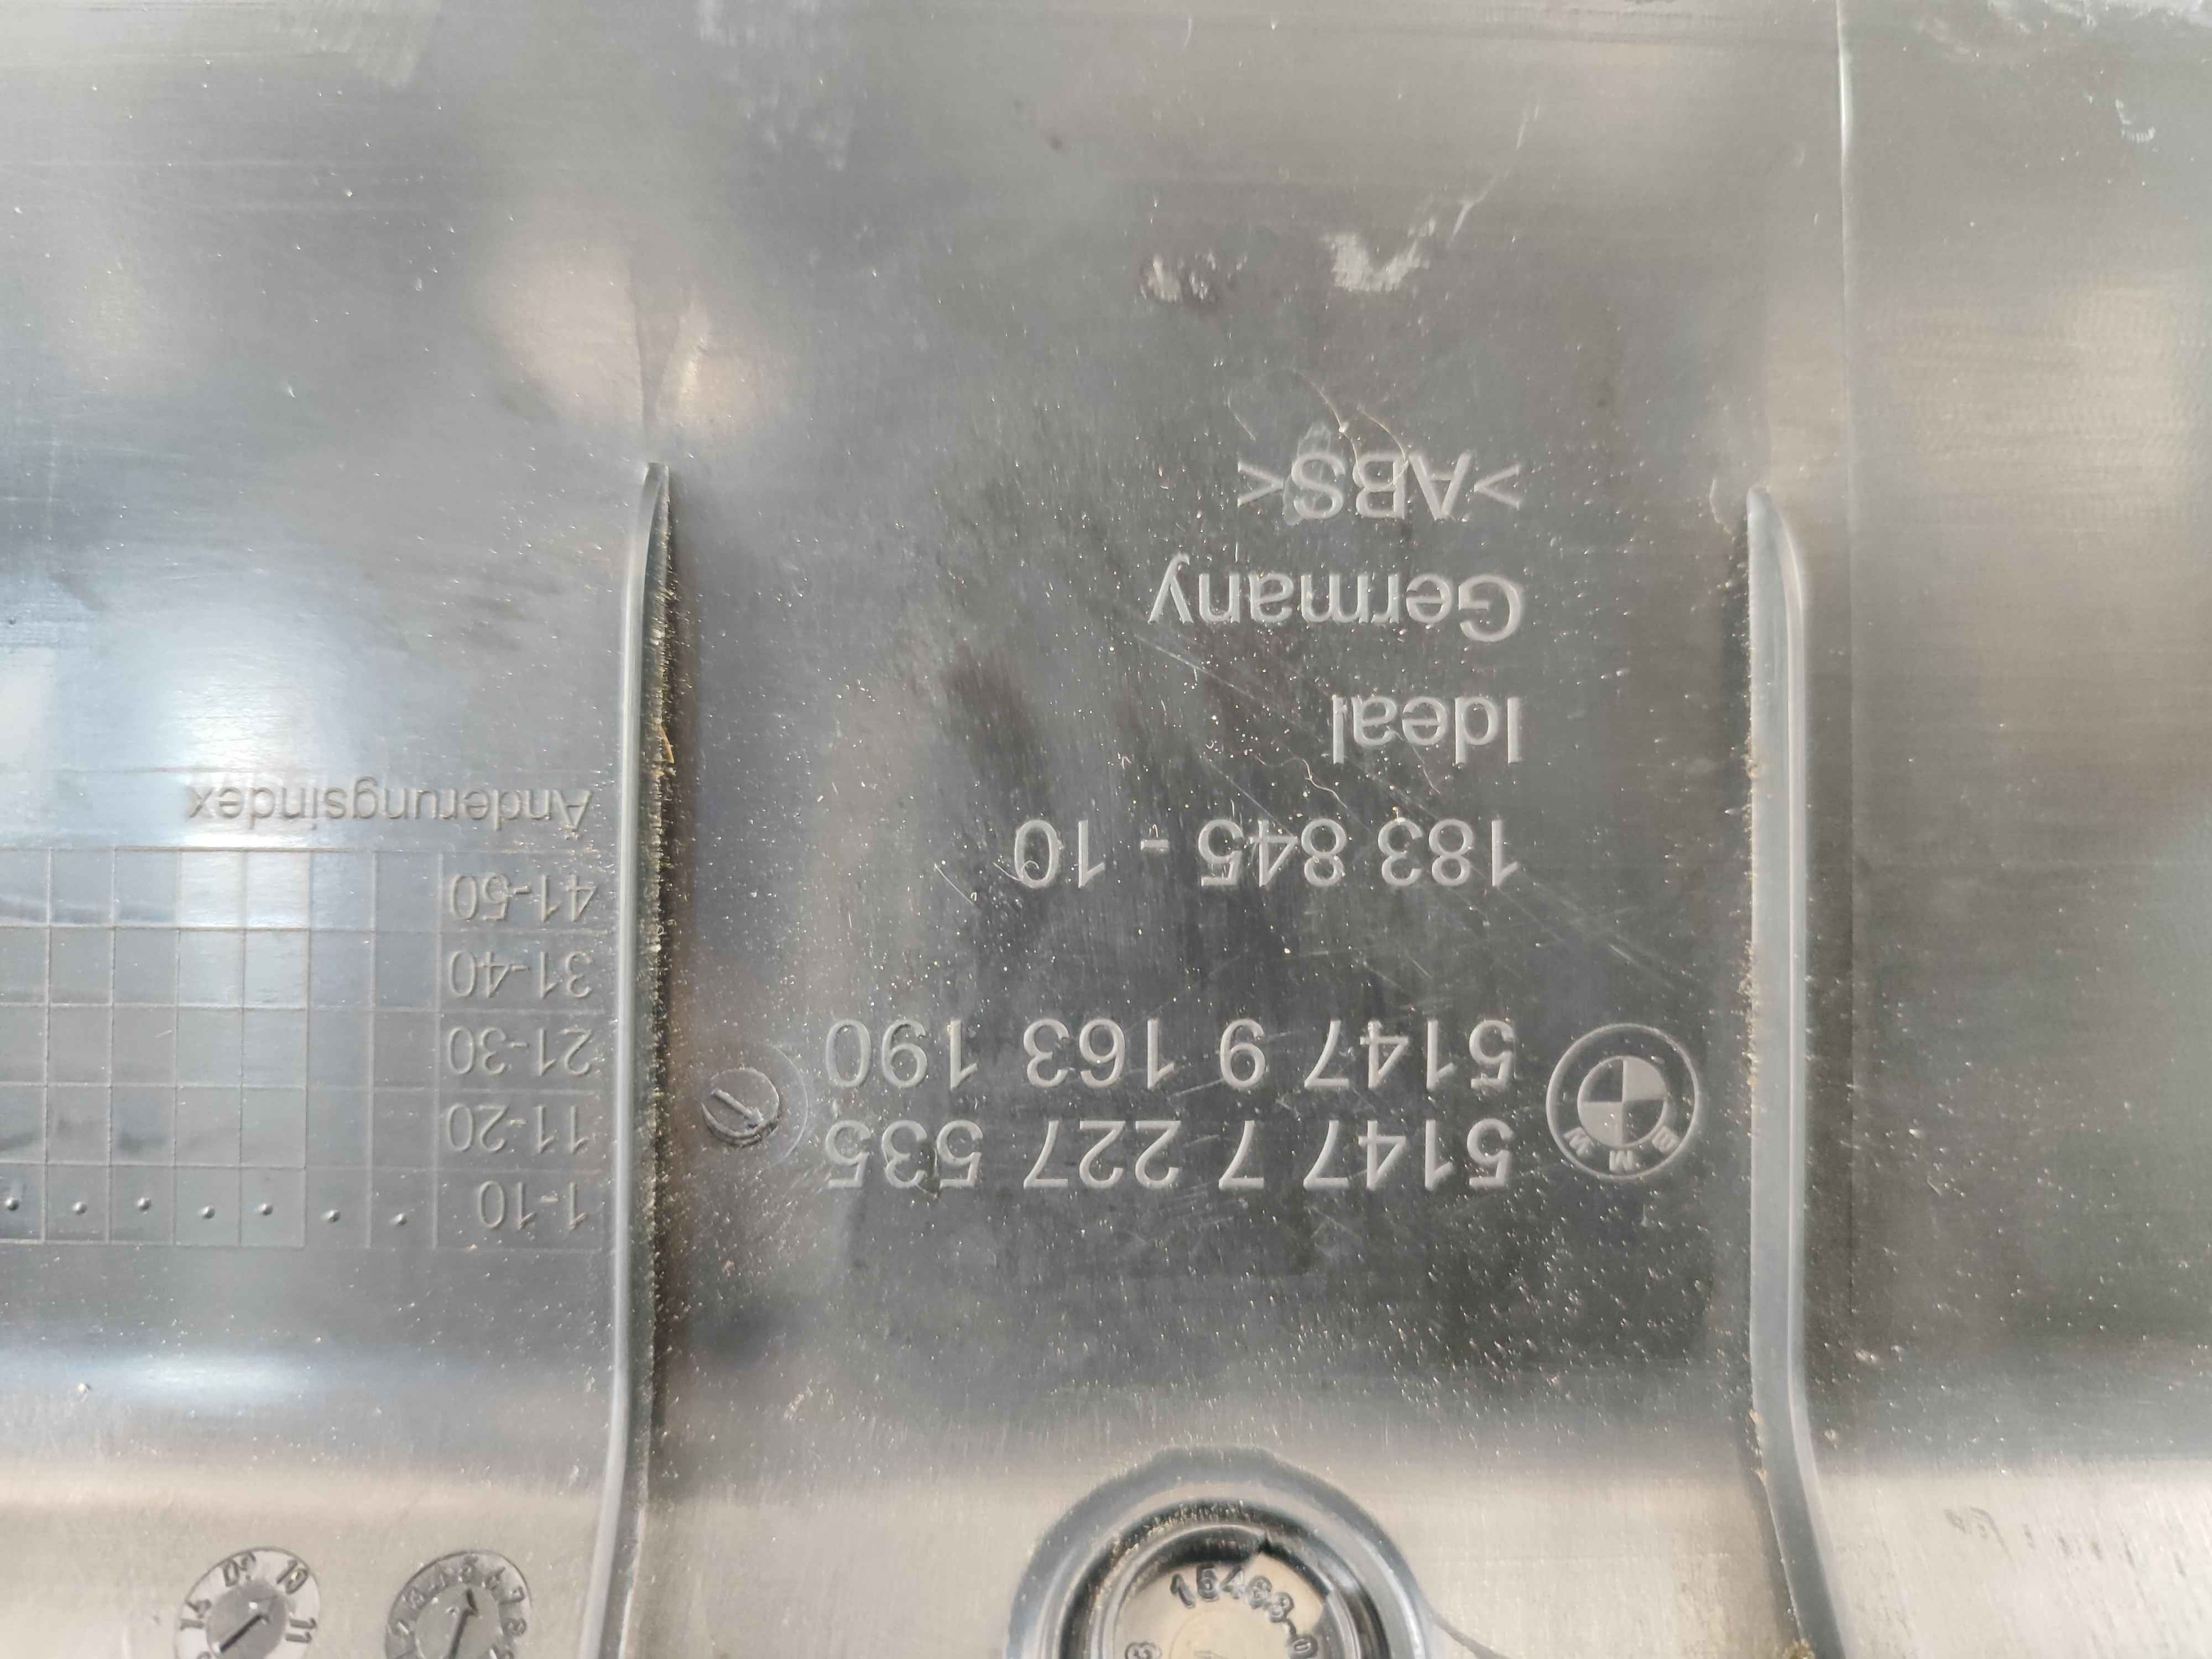 BMW
5147 7 227 535
5147 9 163 190
183 845 - 10
Ideal
Germany
>ABS<
1-10
11-20
21-30
31-40
41-50
Änderungsindex